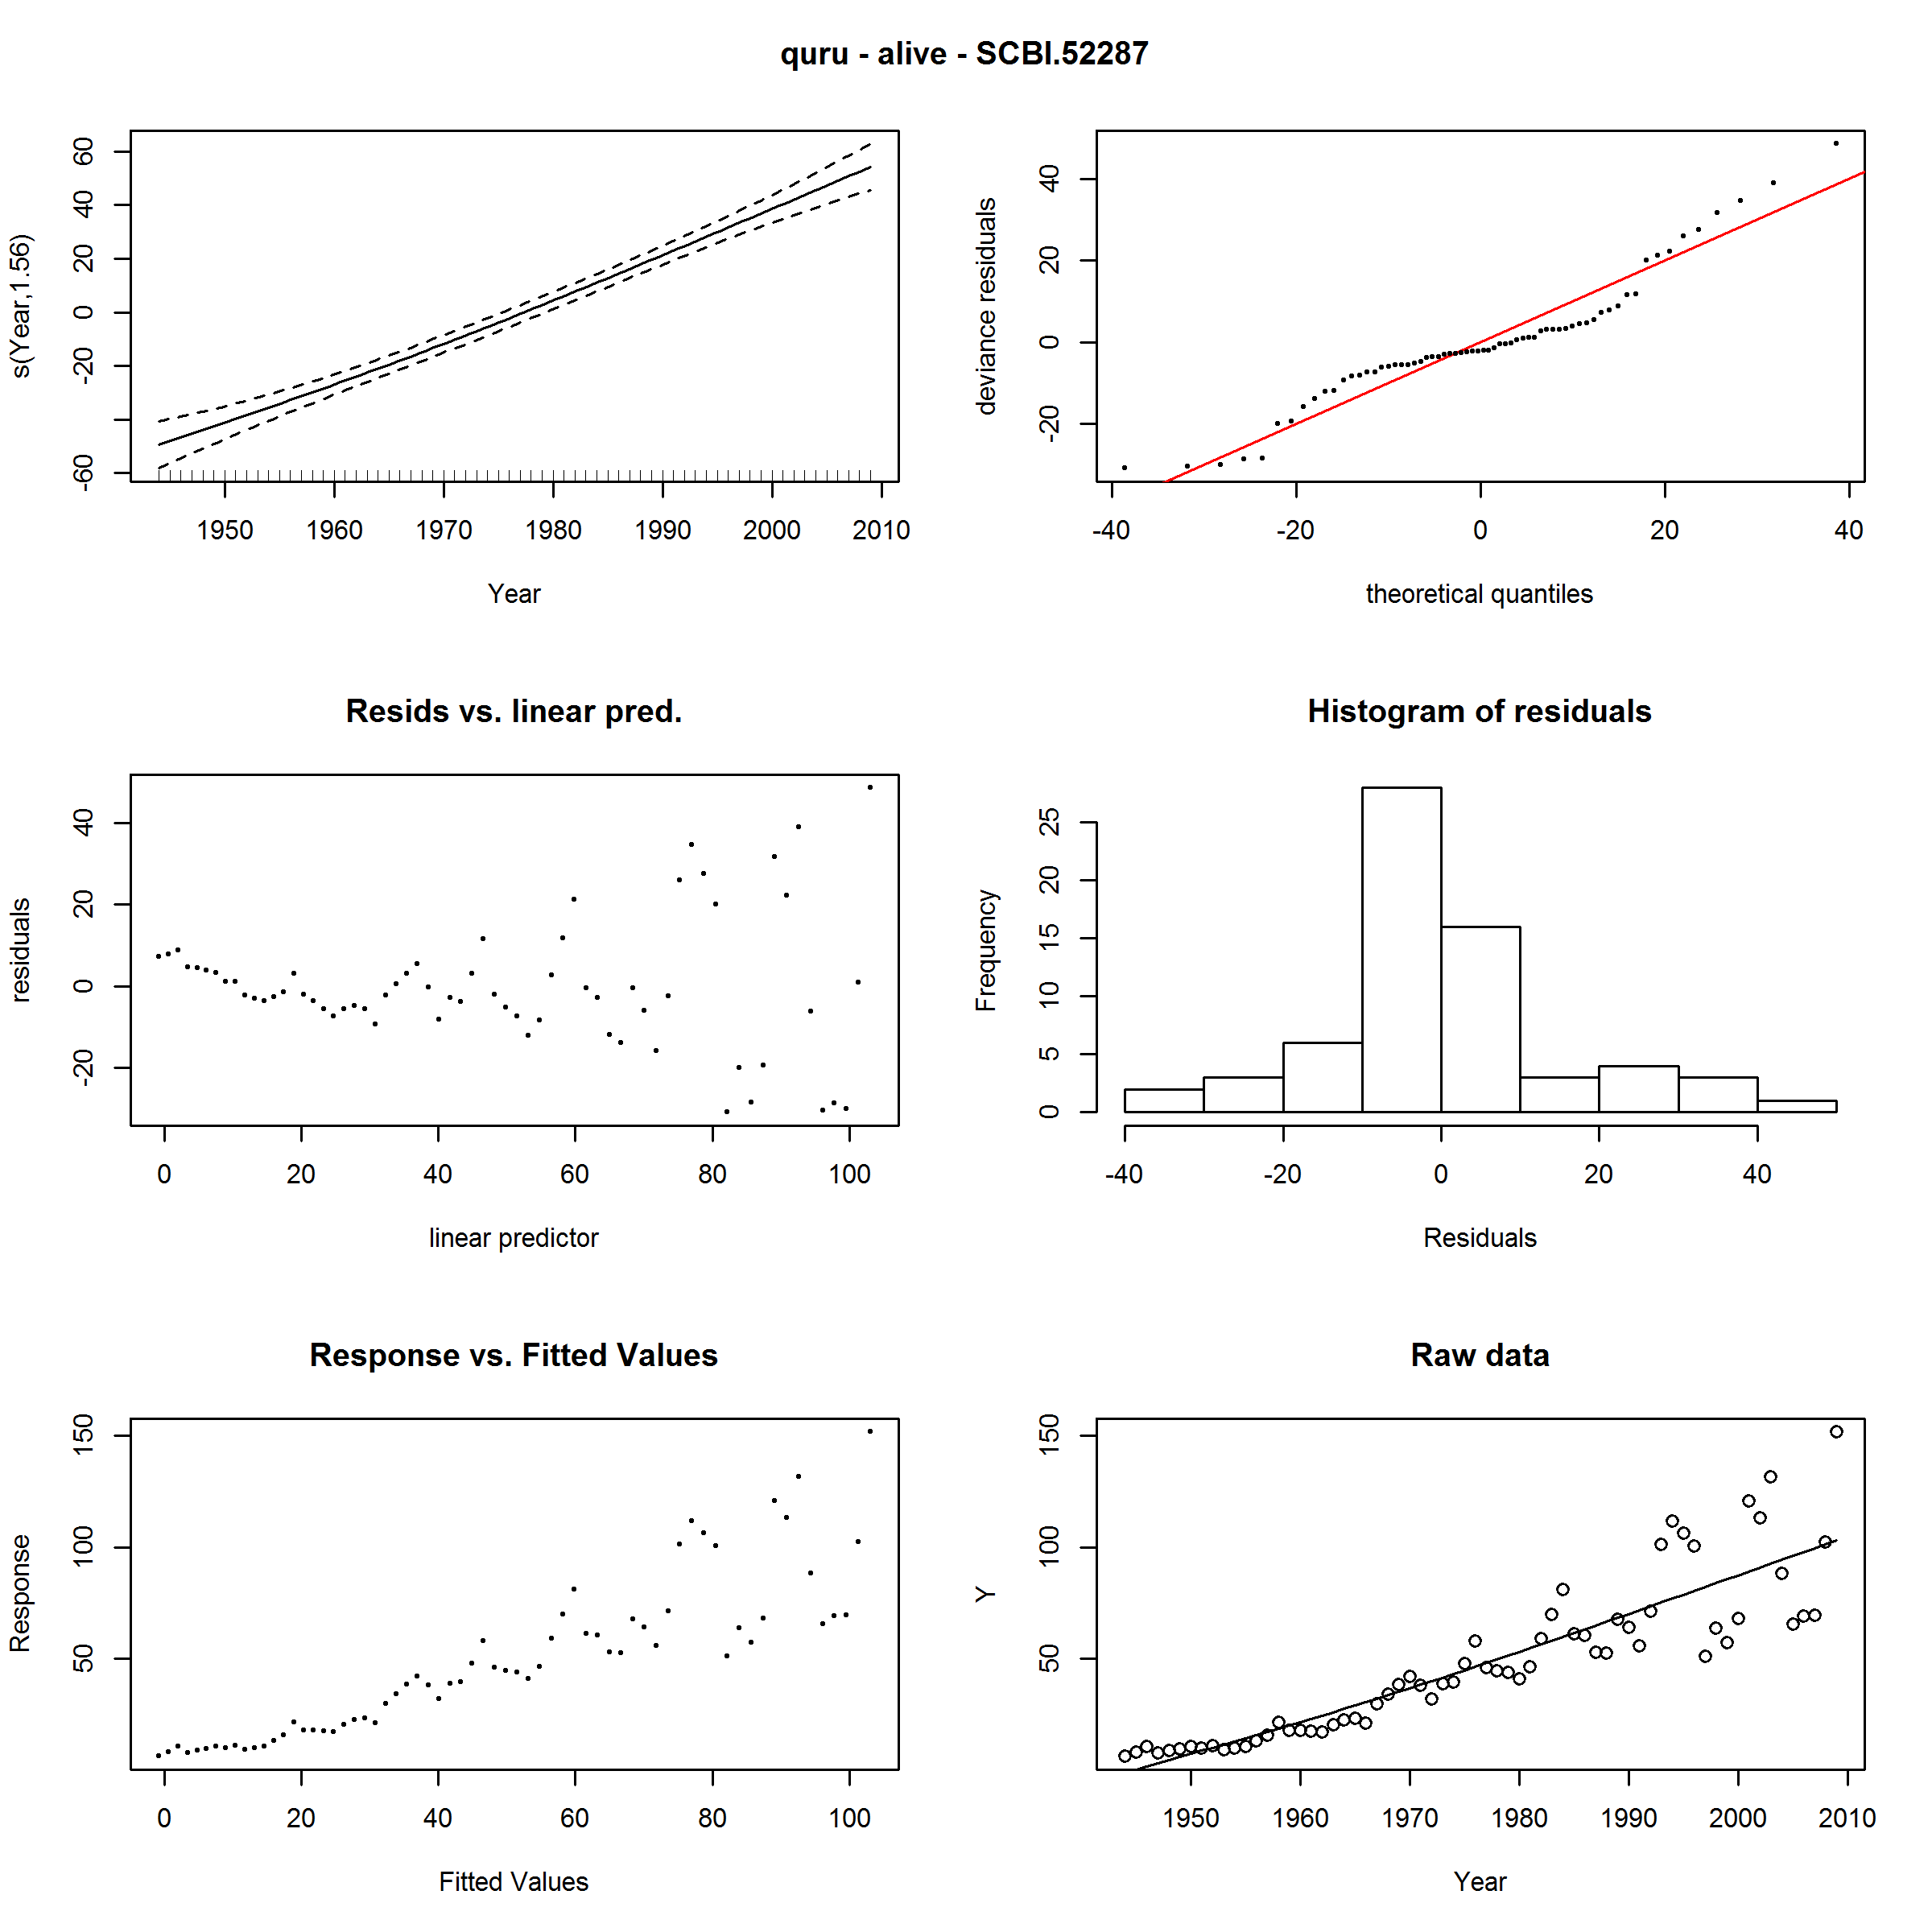 quru - alive - SCBI.52287
60
40
20
0
-20
-60
s(Year,1.56)
1950 1960 1970 1980 1990 2000 2010
Year
40
20
0
-20
deviance residuals
-40 -20 0 20 40
theoretical quantiles
Resids vs. linear pred.
40
20
0
-20
residuals
0 20 40 60 80 100
linear predictor
Histogram of residuals
25
20
15
10
5
0
Frequency
-40 -20 0 20 40
Residuals
Response vs. Fitted Values
150
100
50
Response
0 20 40 60 80 100
Fitted Values
Raw data
150
100
50
Y
1950 1960 1970 1980 1990 2000 2010
Year